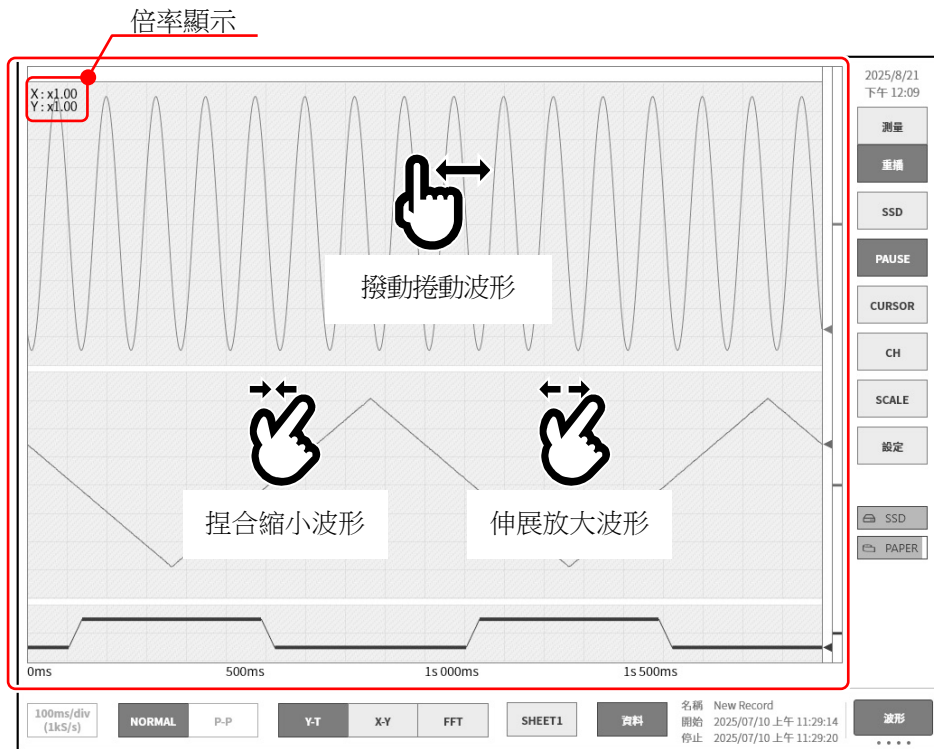 倍率顯示
X : x1.00
Y : x1.00
撥動捲動波形
捏合縮小波形
伸展放大波形
0ms
500ms
1s000ms
1s500ms
2025/8/21
下午 12:09
測量
重播
SSD
PAUSE
CURSOR
CH
SCALE
設定
SSD
PAPER
100ms/div
(1kS/s)
NORMAL
P-P
Y-T
X-Y
FFT
SHEET1
資料
名稱 New Record
開始 2025/07/10 上午 11:29:14
停止 2025/07/10 上午 11:29:20
波形